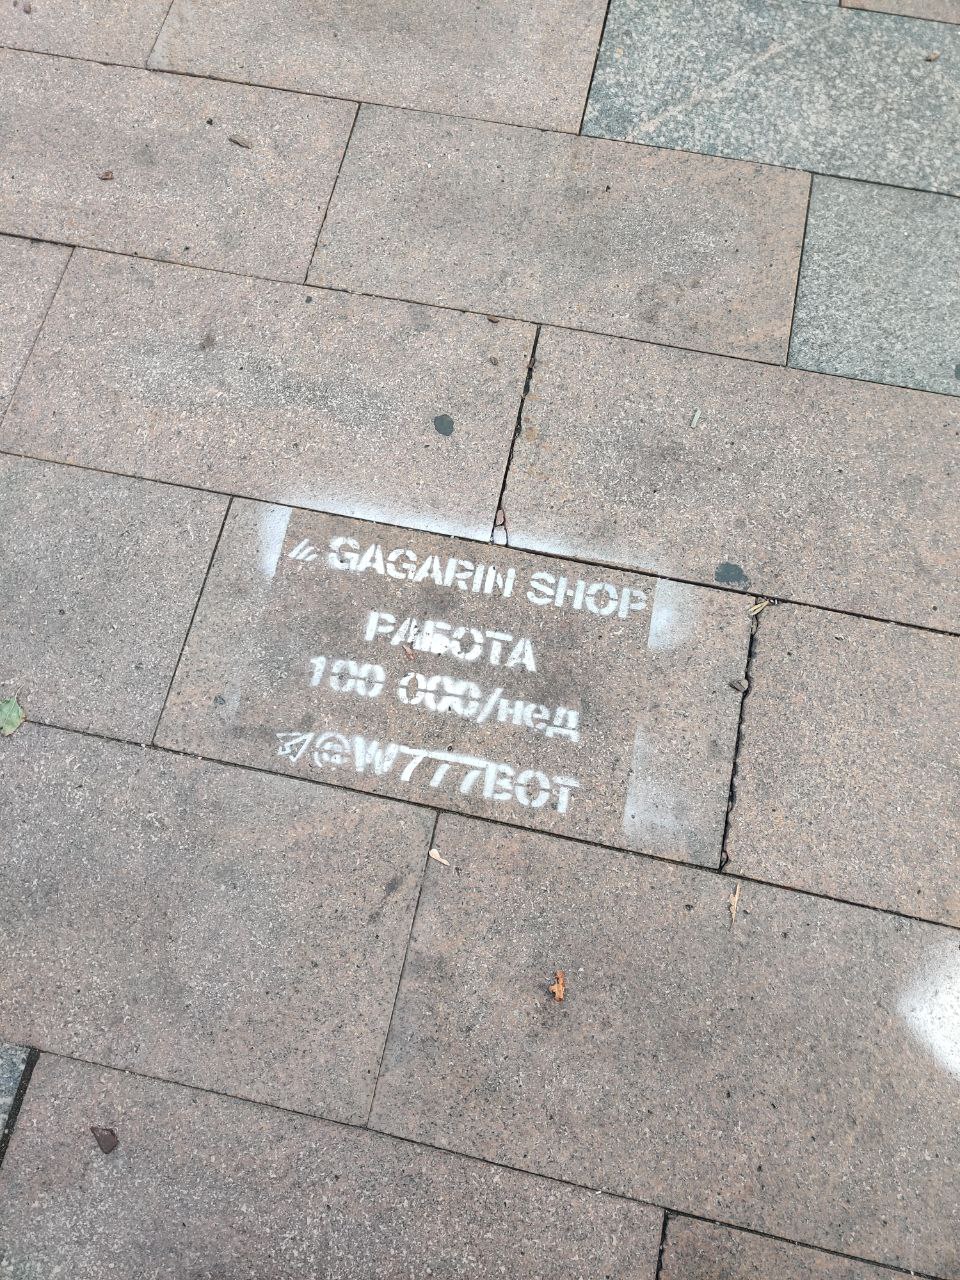 GAGARIN SHOP
РАБОТА
100 000/нед
@W777BOT